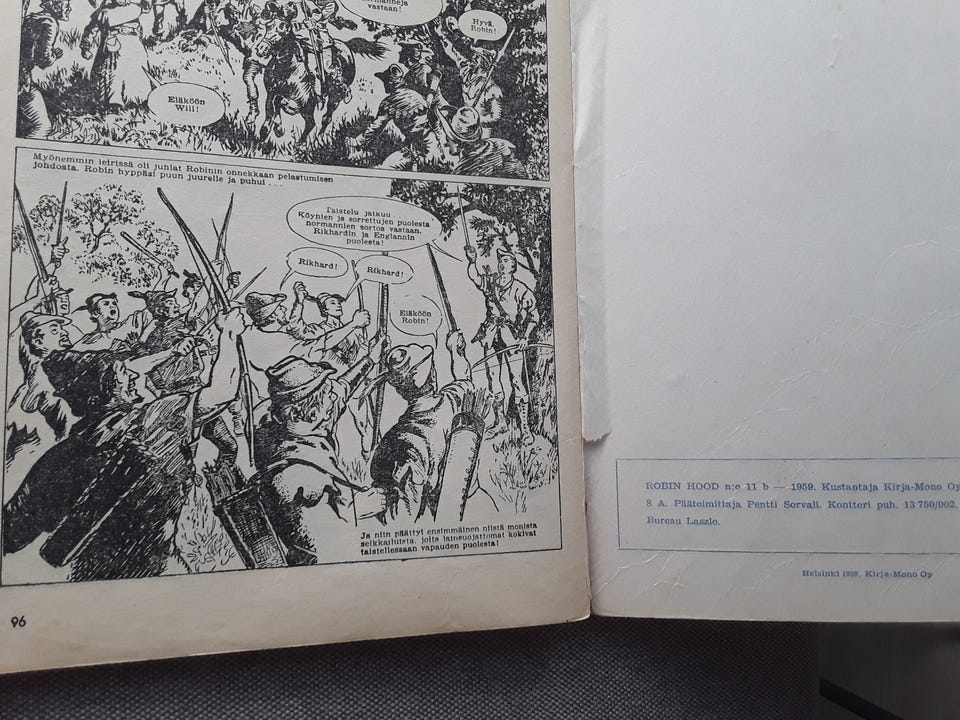 normanneja
vastaan!
Hyvä,
Robin!
Eläköön
Will!
Myöhemmin leirissä oli juhlat Robinin onnekkaan pelastumisen
johdosta. Robin hyppäsi puun juurelle ja puhui . . .
Taistelu jatkuu.
Köyhien ja sorrettujen puolesta
normannien sortoa vastaan.
Rikhardin ja Englannin
puolesta!
Rikhard!
Rikhard!
Eläköön
Robin!
Ja niin päättyi ensimmäinen niistä monista
seikkailuista, joita lainsuojattomat kokivat
taistellessaan vapauden puolesta!
96
ROBIN HOOD n:o 11 b — 1959. Kustantaja Kirja-Mono Oy
S A. Päätoimittaja Pentti Sorvali. Konttori puh. 13 750/002.
Bureau Laszlo.
Helsinki 1959. Kirja-Mono Oy